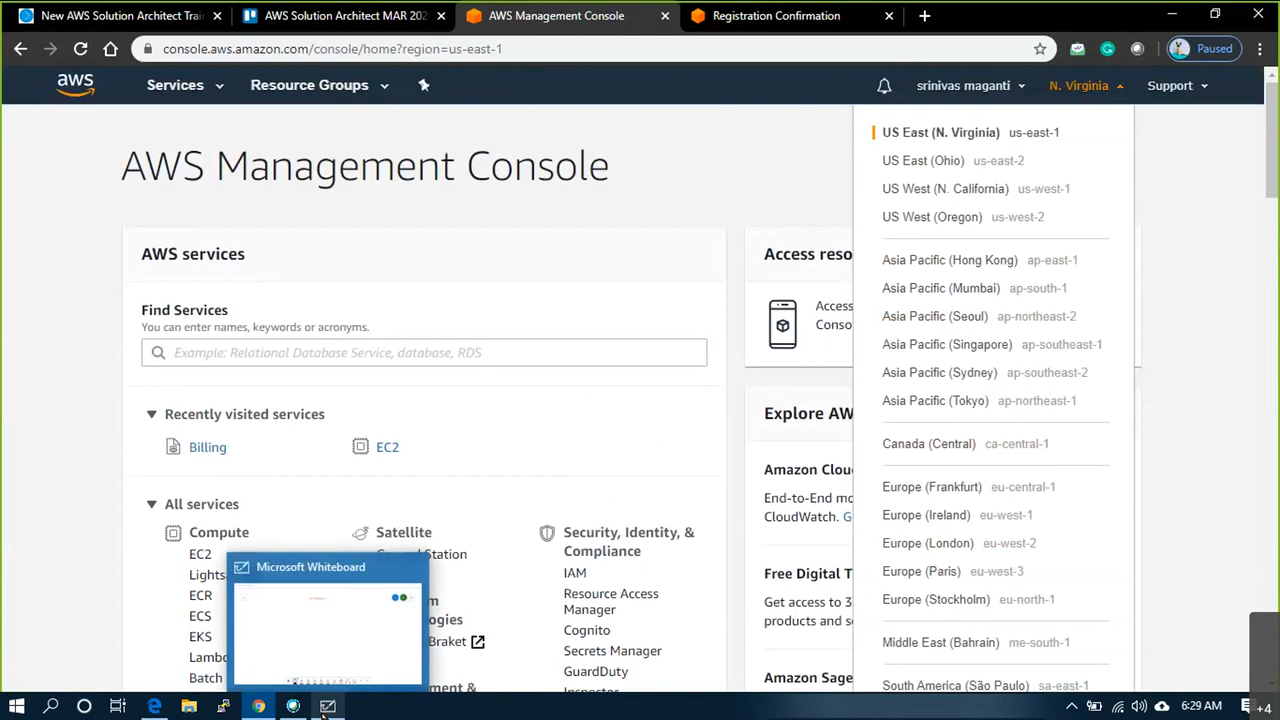 New AWS Solution Architect Trai
AWS Solution Architect MAR 202
AWS Management Console
Registration Confirmation
console.aws.amazon.com/console/home?region=us-east-1
Paused
aws
Services
Resource Groups
srinivas maganti
N. Virginia
Support
AWS Management Console
US East (N. Virginia) us-east-1
US East (Ohio) us-east-2
US West (N. California) us-west-1
US West (Oregon) us-west-2
Asia Pacific (Hong Kong) ap-east-1
Asia Pacific (Mumbai) ap-south-1
Asia Pacific (Seoul) ap-northeast-2
Asia Pacific (Singapore) ap-southeast-1
Asia Pacific (Sydney) ap-southeast-2
Asia Pacific (Tokyo) ap-northeast-1
Canada (Central) ca-central-1
Europe (Frankfurt) eu-central-1
Europe (Ireland) eu-west-1
Europe (London) eu-west-2
Europe (Paris) eu-west-3
Europe (Stockholm) eu-north-1
Middle East (Bahrain) me-south-1
South America (São Paulo) sa-east-1
AWS services
Find Services
You can enter names, keywords or acronyms.
Example: Relational Database Service, database, RDS
Recently visited services
Billing
EC2
All services
Compute
EC2
Lights
ECR
ECS
EKS
Lambd
Batch
Satellite
Station
ogies
Braket
Security, Identity, &
Compliance
IAM
Resource Access
Manager
Cognito
Secrets Manager
GuardDuty
Inspector
Access reso
Access
Conso
Explore AW
Amazon Clou
End-to-End mo
CloudWatch. G
Free Digital T
Get access to 3
products and se
Amazon Sage
Microsoft Whiteboard
6:29 AM
+4